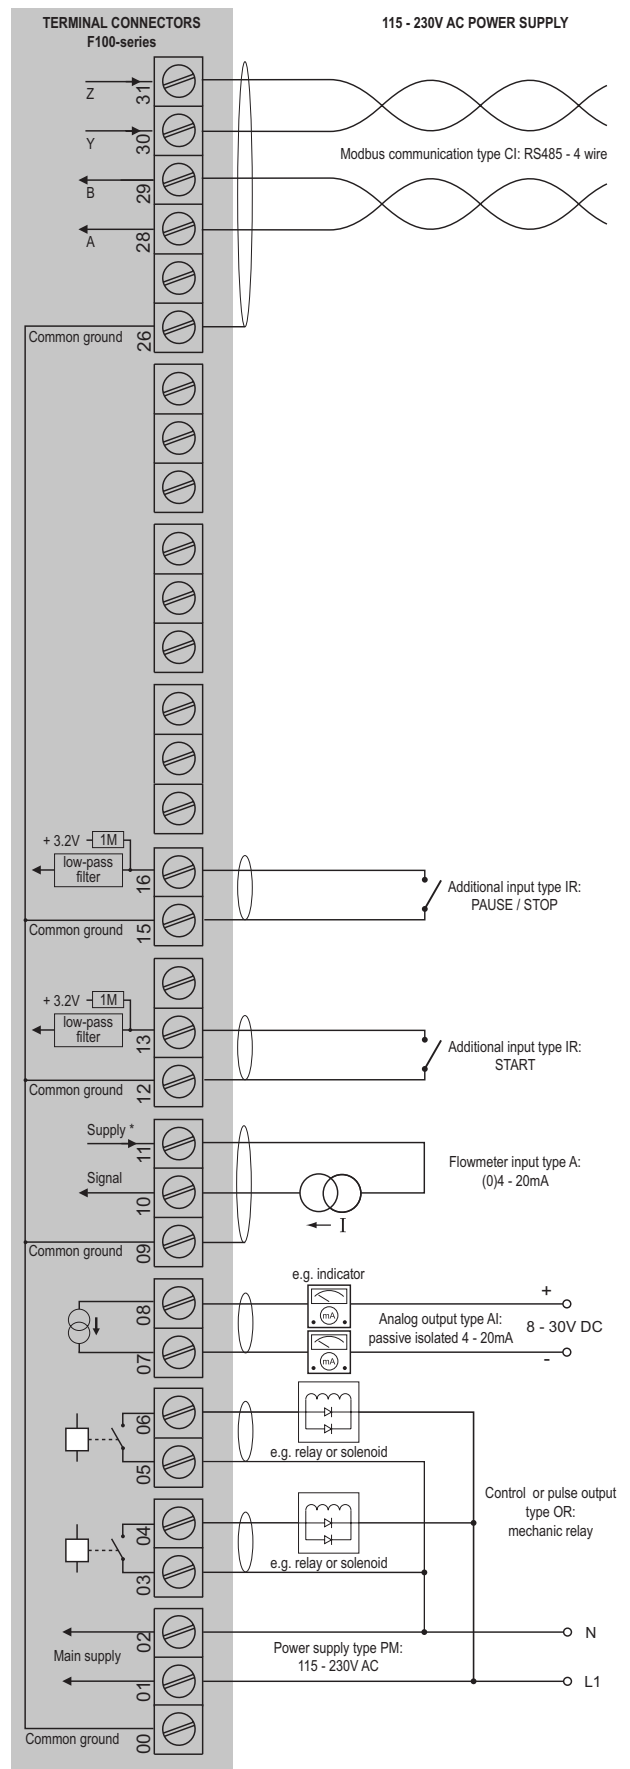 TERMINAL CONNECTORS
F100-series
115 - 230V AC POWER SUPPLY
Z
31
Y
30
Modbus communication type CI: RS485 - 4 wire
B
29
A
28
Common ground
26
+ 3.2V
1M
low-pass
filter
16
Additional input type IR:
PAUSE / STOP
Common ground
15
+ 3.2V
1M
low-pass
filter
13
Additional input type IR:
START
Common ground
12
Supply *
11
Signal
10
Flowmeter input type A:
(0)4 - 20mA
I
Common ground
09
e.g. indicator
08
mA
+
Analog output type AI:
passive isolated 4 - 20mA
8 - 30V DC
07
mA
-
06
e.g. relay or solenoid
05
Control or pulse output
type OR:
mechanic relay
04
e.g. relay or solenoid
03
02
N
Main supply
Power supply type PM:
115 - 230V AC
01
L1
Common ground
00